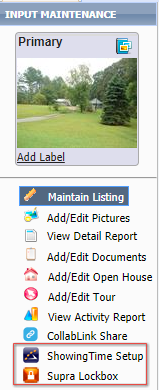 INPUT MAINTENANCE
Primary
Add Label
Maintain Listing
Add/Edit Pictures
View Detail Report
Add/Edit Documents
Add/Edit Open House
Add/Edit Tour
View Activity Report
CollabLink Share
ShowingTime Setup
Supra Lockbox